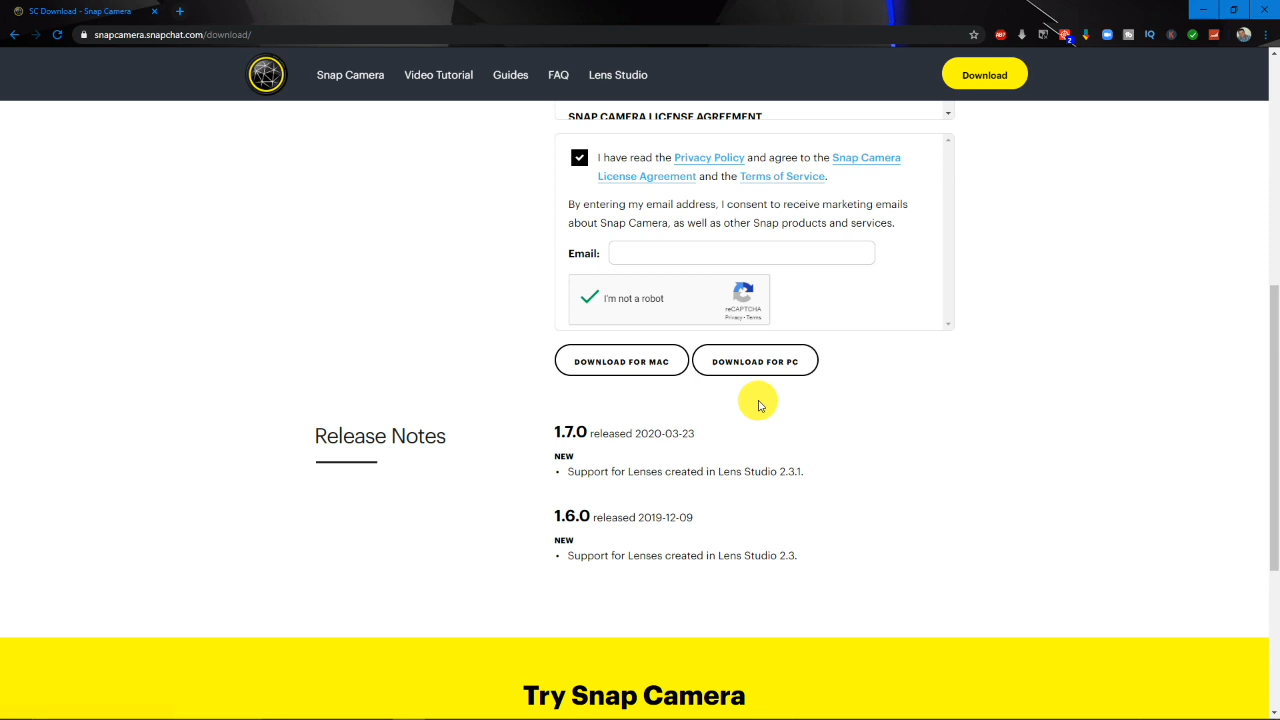 SC Download - Snap Camera
snapcamera.snapchat.com/download/
ABP
2
IQ
K
Snap Camera
Video Tutorial
Guides
FAQ
Lens Studio
Download
SNAP CAMERA LICENSE AGREEMENT
I have read the Privacy Policy and agree to the Snap Camera
License Agreement and the Terms of Service.
By entering my email address, I consent to receive marketing emails
about Snap Camera, as well as other Snap products and services.
Email:
I'm not a robot
reCAPTCHA
Privacy - Terms
DOWNLOAD FOR MAC
DOWNLOAD FOR PC
Release Notes
1.7.0 released 2020-03-23
NEW
• Support for Lenses created in Lens Studio 2.3.1.
1.6.0 released 2019-12-09
NEW
• Support for Lenses created in Lens Studio 2.3.
Try Snap Camera